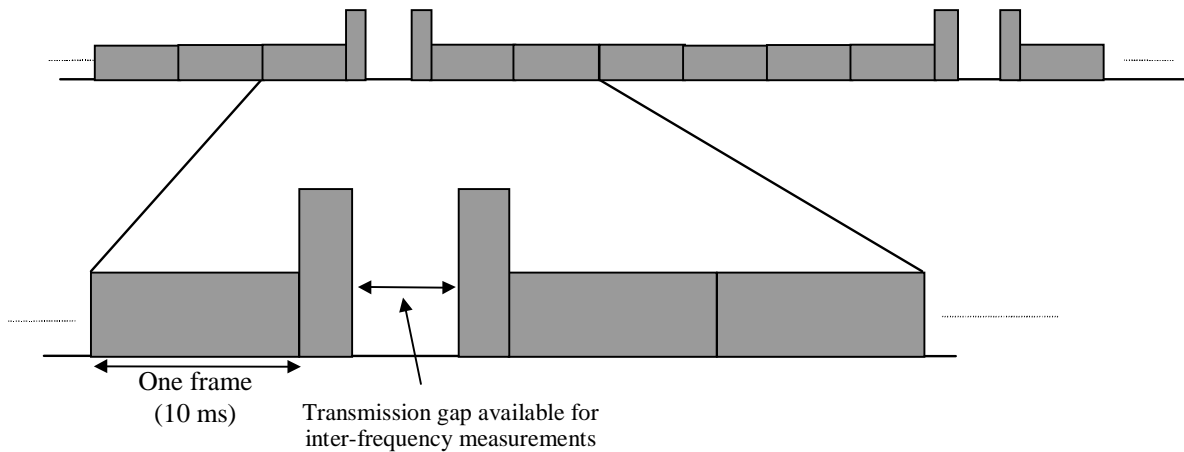 One frame
(10 ms)
Transmission gap available for
inter-frequency measurements